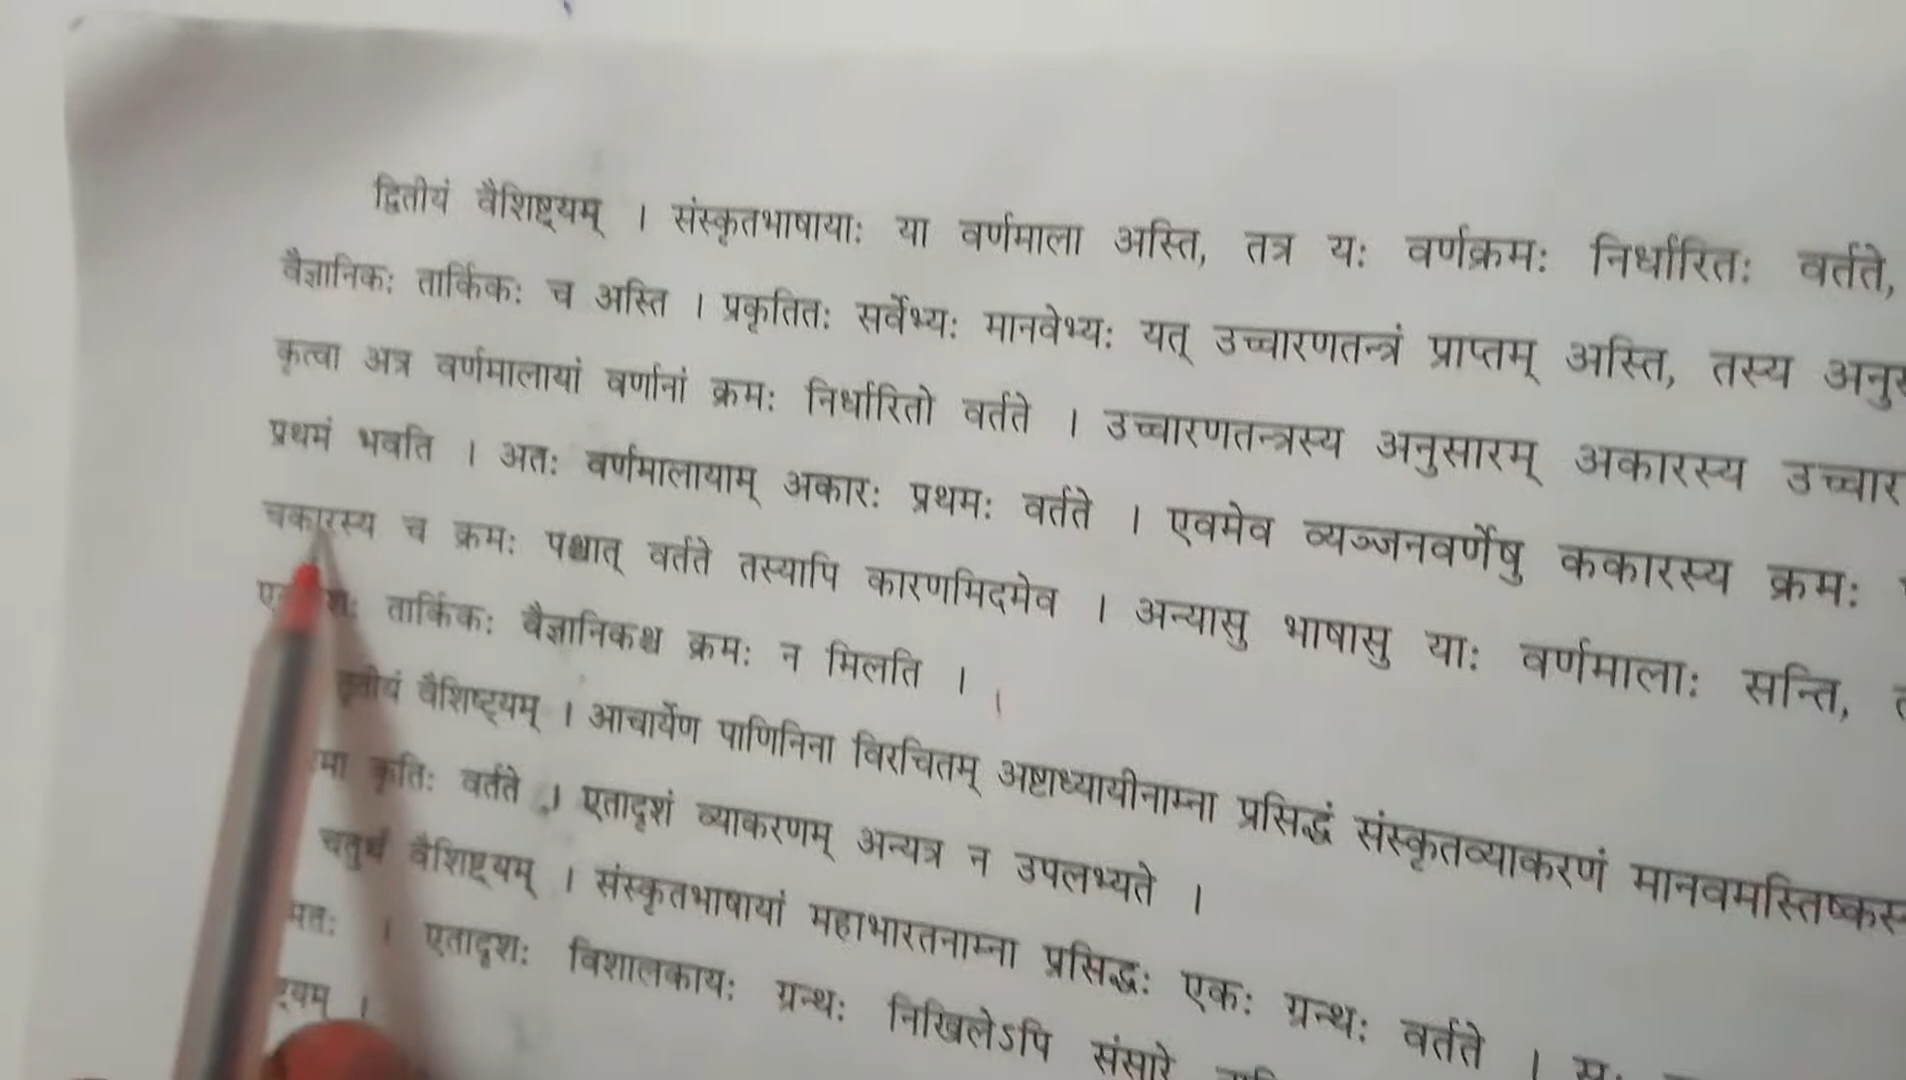 द्वितीयं वैशिष्ट्यम् । संस्कृतभाषायाः या वर्णमाला अस्ति, तत्र यः वर्णक्रमः निर्धारितः वर्तते,
वैज्ञानिकः तार्किकः च अस्ति । प्रकृतितः सर्वेभ्यः मानवेभ्यः यत् उच्चारणतन्त्रं प्राप्तम् अस्ति, तस्य
कृत्वा अत्र वर्णमालायां वर्णानां क्रमः निर्धारितो वर्तते । उच्चारणतन्त्रस्य अनुसारम् अकारस्य
प्रथमं भवति । अतः वर्णमालायाम् अकारः प्रथमः वर्तते । एवमेव व्यञ्जनवर्णेषु ककारस्य क्रमः
चकारस्य च क्रमः पश्चात् वर्तते तस्यापि कारणमिदमेव । अन्यासु भाषासु याः वर्णमालाः सन्ति,
तार्किकः वैज्ञानिकश्च क्रमः न मिलति ।
तृतीयं वैशिष्ट्यम् । आचार्येण पाणिनिना विरचितम् अष्टाध्यायीनाम्ना प्रसिद्धं संस्कृतव्याकरणं
कृतिः वर्तते । एतादृशं व्याकरणम् अन्यत्र न उपलभ्यते ।
चतुर्थं वैशिष्ट्यम् । संस्कृतभाषायां महाभारतनाम्ना प्रसिद्धः एकः ग्रन्थः वर्तते ।
। एतादृशः विशालकायः ग्रन्थः निखिलेऽपि संसारे